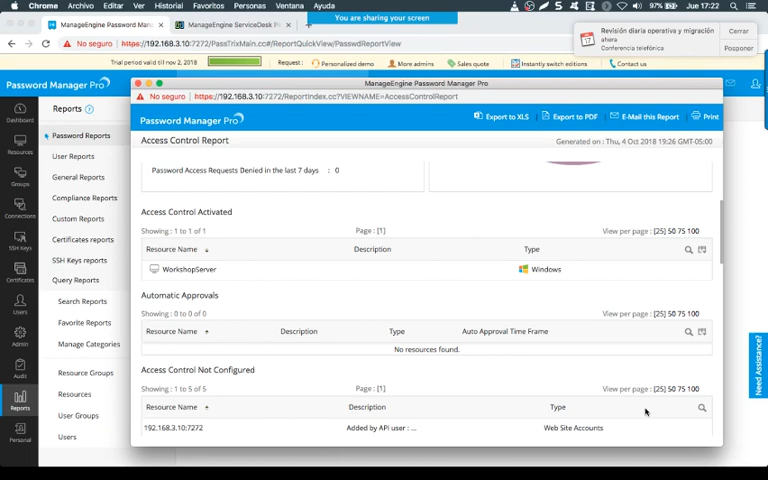 Chrome Archivo Editar Ver Historial Favoritos Personas Ventana Ayuda 97% Jue 17:22
You are sharing your screen
ManageEngine Password Man
ManageEngine ServiceDesk P
No seguro https://192.168.3.10:7272/PassTrixMain.cc#/ReportQuickView/PasswdReportView
Revisión diaria operativa y migración
ahora
Conferencia telefónica
Cerrar
Posponer
Trial period valid till nov 2, 2018 Request : Personalized demo More admins Sales quote Instantly switch editions Contact us
Password Manager Pro
Reports
Dashboard
Resources
Groups
Connections
SSH Keys
Certificates
Users
Admin
Audit
Reports
Personal
Password Reports
User Reports
General Reports
Compliance Reports
Custom Reports
Certificates reports
SSH Keys reports
Query Reports
Search Reports
Favorite Reports
Manage Categories
Resource Groups
Resources
User Groups
Users
ManageEngine Password Manager Pro
No seguro https://192.168.3.10:7272/ReportIndex.cc?VIEWNAME=AccessControlReport
Password Manager Pro
Export to XLS Export to PDF E-Mail this Report Print
Access Control Report Generated on : Thu, 4 Oct 2018 19:26 GMT-05:00
Password Access Requests Denied in the last 7 days : 0
Access Control Activated
Showing : 1 to 1 of 1 Page : [1] View per page : [25] 50 75 100
Resource Name Description Type
WorkshopServer Windows
Automatic Approvals
Showing : 0 to 0 of 0 View per page : [25] 50 75 100
Resource Name Description Type Auto Approval Time Frame
No resources found.
Access Control Not Configured
Showing : 1 to 5 of 5 Page : [1] View per page : [25] 50 75 100
Resource Name Description Type
192.168.3.10:7272 Added by API user : ... Web Site Accounts
Need Assistance?